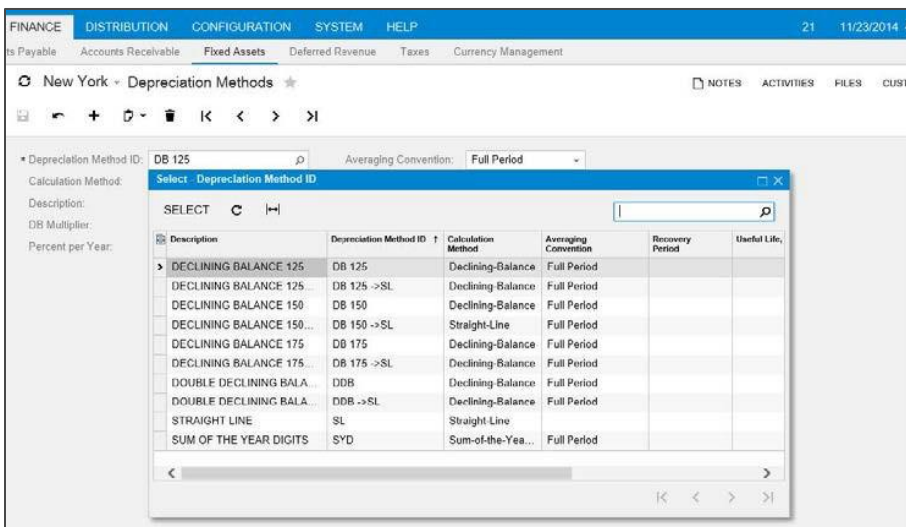 FINANCE DISTRIBUTION CONFIGURATION SYSTEM HELP 21 11/23/2014
ts Payable Accounts Receivable Fixed Assets Deferred Revenue Taxes Currency Management
New York Depreciation Methods NOTES ACTIVITIES FILES CUST
* Depreciation Method ID: DB 125 Averaging Convention: Full Period
Calculation Method:
Description:
DB Multiplier:
Percent per Year:
Select - Depreciation Method ID
SELECT
Description Depreciation Method ID ↑ Calculation Method Averaging Convention Recovery Period Useful Life,
DECLINING BALANCE 125 DB 125 Declining-Balance Full Period
DECLINING BALANCE 125... DB 125 ->SL Declining-Balance Full Period
DECLINING BALANCE 150 DB 150 Declining-Balance Full Period
DECLINING BALANCE 150... DB 150 ->SL Straight-Line Full Period
DECLINING BALANCE 175 DB 175 Declining-Balance Full Period
DECLINING BALANCE 175... DB 175 ->SL Declining-Balance Full Period
DOUBLE DECLINING BALA... DDB Declining-Balance Full Period
DOUBLE DECLINING BALA... DDB ->SL Declining-Balance Full Period
STRAIGHT LINE SL Straight-Line
SUM OF THE YEAR DIGITS SYD Sum-of-the-Yea... Full Period